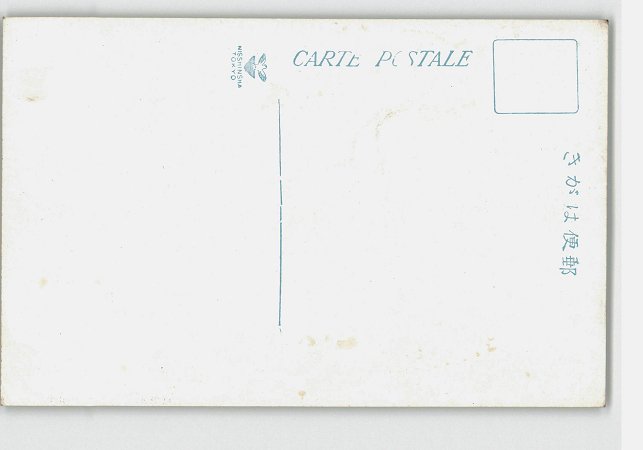 CARTE POSTALE
NISSHINSHA
TOKYO
郵便はがき